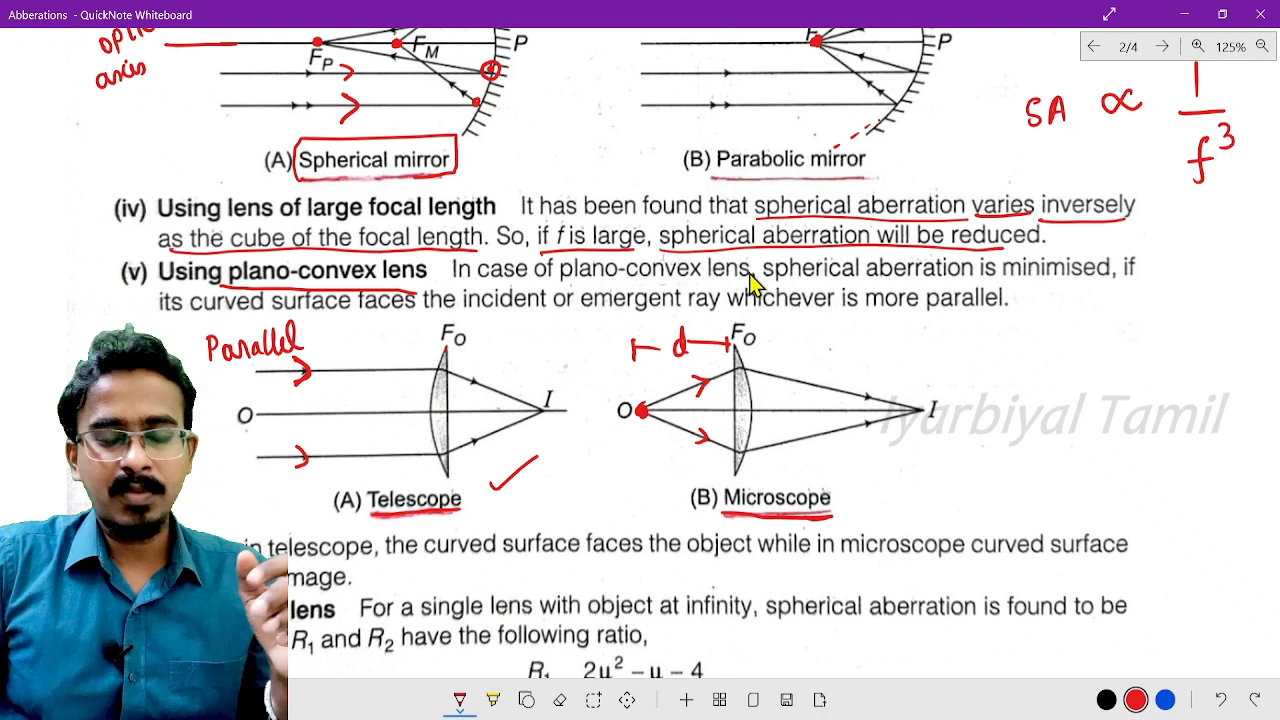 Abberations - QuickNote Whiteboard
optic
axis
F_P
F_M
P
F
P
2/4
125%
SA ∝ 1/f³
(A) Spherical mirror
(B) Parabolic mirror
(iv) Using lens of large focal length It has been found that spherical aberration varies inversely
as the cube of the focal length. So, if f is large, spherical aberration will be reduced.
(v) Using plano-convex lens In case of plano-convex lens, spherical aberration is minimised, if
its curved surface faces the incident or emergent ray whichever is more parallel.
Parallel
F_O
d
F_O
O
I
O
I
Iyarbiyal Tamil
(A) Telescope
(B) Microscope
in telescope, the curved surface faces the object while in microscope curved surface
mage.
lens For a single lens with object at infinity, spherical aberration is found to be
R₁ and R₂ have the following ratio,
R₁ 2μ² – μ – 4